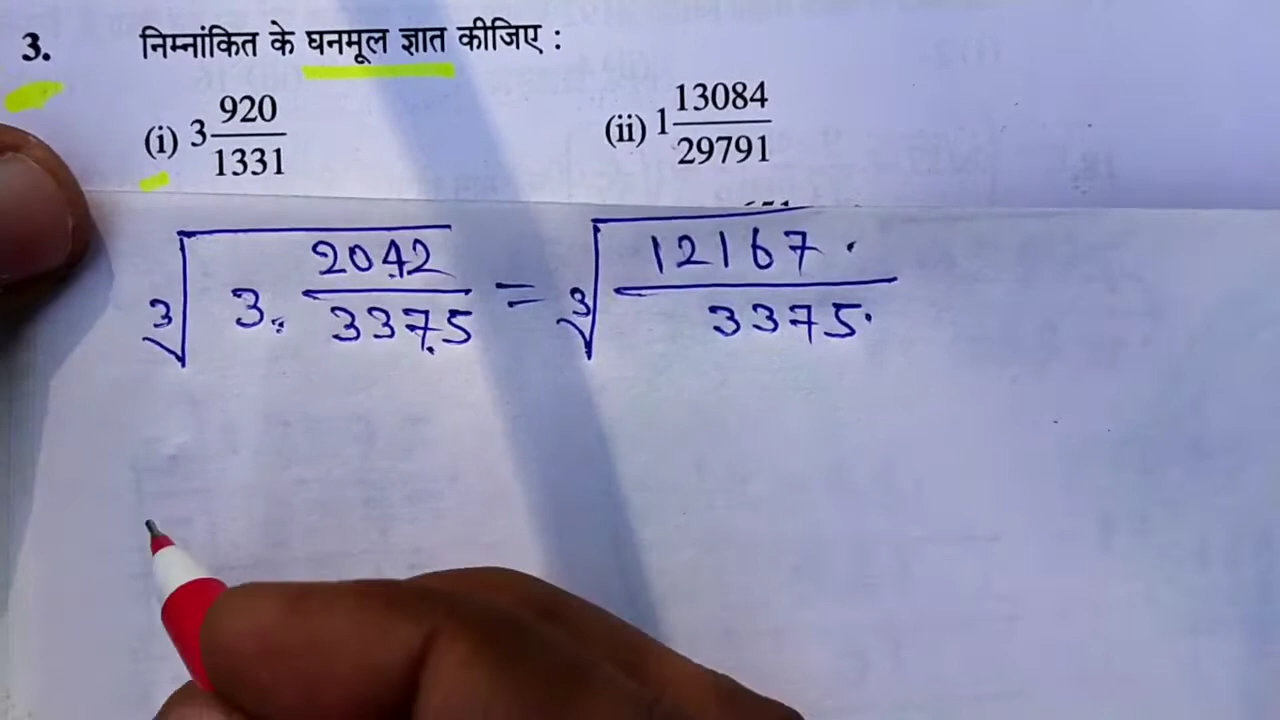 3. निम्नांकित के घनमूल ज्ञात कीजिए :
(i) 3 920/1331 (ii) 1 13084/29791
∛(3 2042/3375) = ∛(12167/3375)